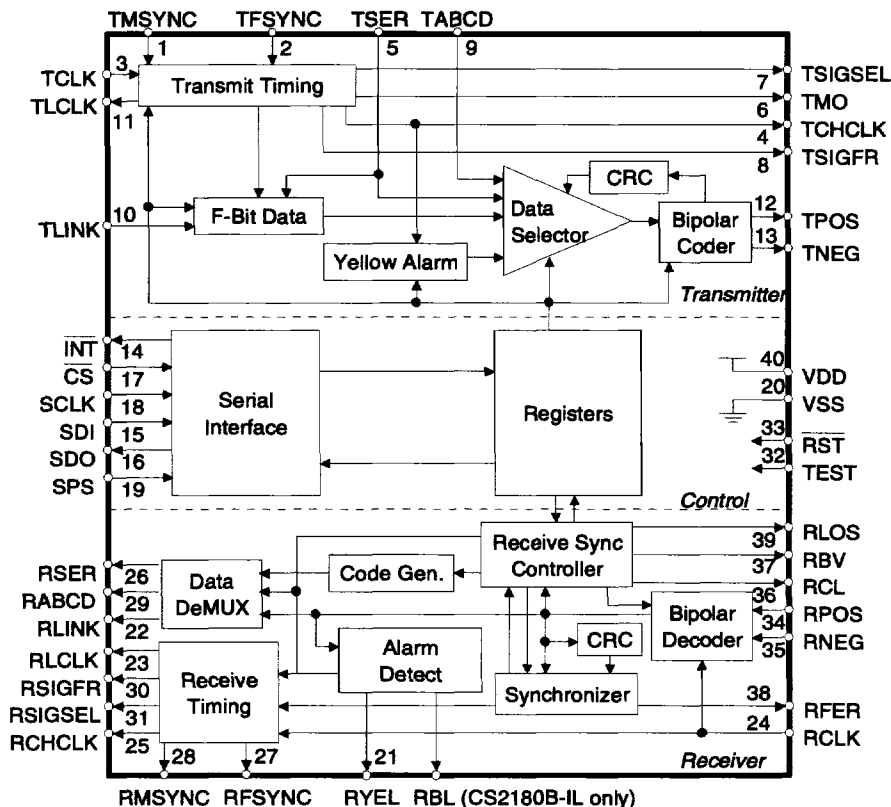 TMSYNC TFSYNC TSER TABCD
1 2 5 9
TCLK 3 Transmit Timing 7 TSIGSEL
TLCLK 11 6 TMO
4 TCHCLK
8 TSIGFR
CRC
TLINK 10 F-Bit Data Data Selector Bipolar Coder 12 TPOS
13 TNEG
Yellow Alarm
Transmitter
INT 14
CS 17
SCLK 18
SDI 15
SDO 16
SPS 19
Serial Interface
Registers
40 VDD
20 VSS
33 RST
32 TEST
Control
Receive Sync Controller
39 RLOS
37 RBV
36 RCL
34 RPOS
35 RNEG
RSER 26
RABCD 29
RLINK 22
Data DeMUX
Code Gen.
Bipolar Decoder
CRC
RLCLK 23
RSIGFR 30
RSIGSEL 31
RCHCLK 25
Receive Timing
Alarm Detect
Synchronizer
38 RFER
24 RCLK
28 27 21
Receiver
RMSYNC RFSYNC RYEL RBL (CS2180B-IL only)